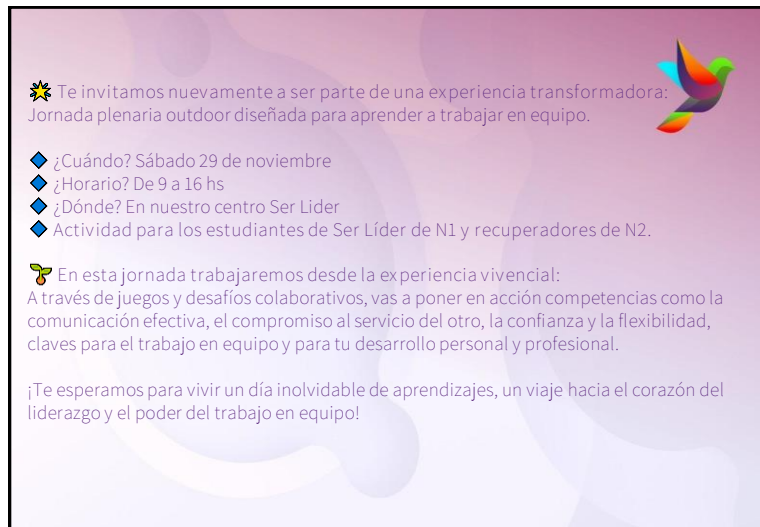 🌟 Te invitamos nuevamente a ser parte de una experiencia transformadora:
Jornada plenaria outdoor diseñada para aprender a trabajar en equipo.
🔷 ¿Cuándo? Sábado 29 de noviembre
🔷 ¿Horario? De 9 a 16 hs
🔷 ¿Dónde? En nuestro centro Ser Lider
🔷 Actividad para los estudiantes de Ser Líder de N1 y recuperadores de N2.
🌱 En esta jornada trabajaremos desde la experiencia vivencial:
A través de juegos y desafíos colaborativos, vas a poner en acción competencias como la
comunicación efectiva, el compromiso al servicio del otro, la confianza y la flexibilidad,
claves para el trabajo en equipo y para tu desarrollo personal y profesional.
¡Te esperamos para vivir un día inolvidable de aprendizajes, un viaje hacia el corazón del
liderazgo y el poder del trabajo en equipo!